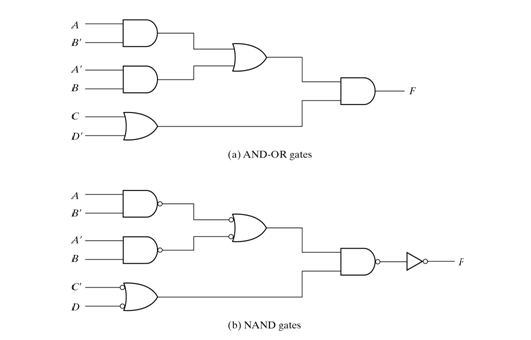 A
B'
A'
B
C
D'
F
(a) AND-OR gates
A
B'
A'
B
C'
D
F
(b) NAND gates